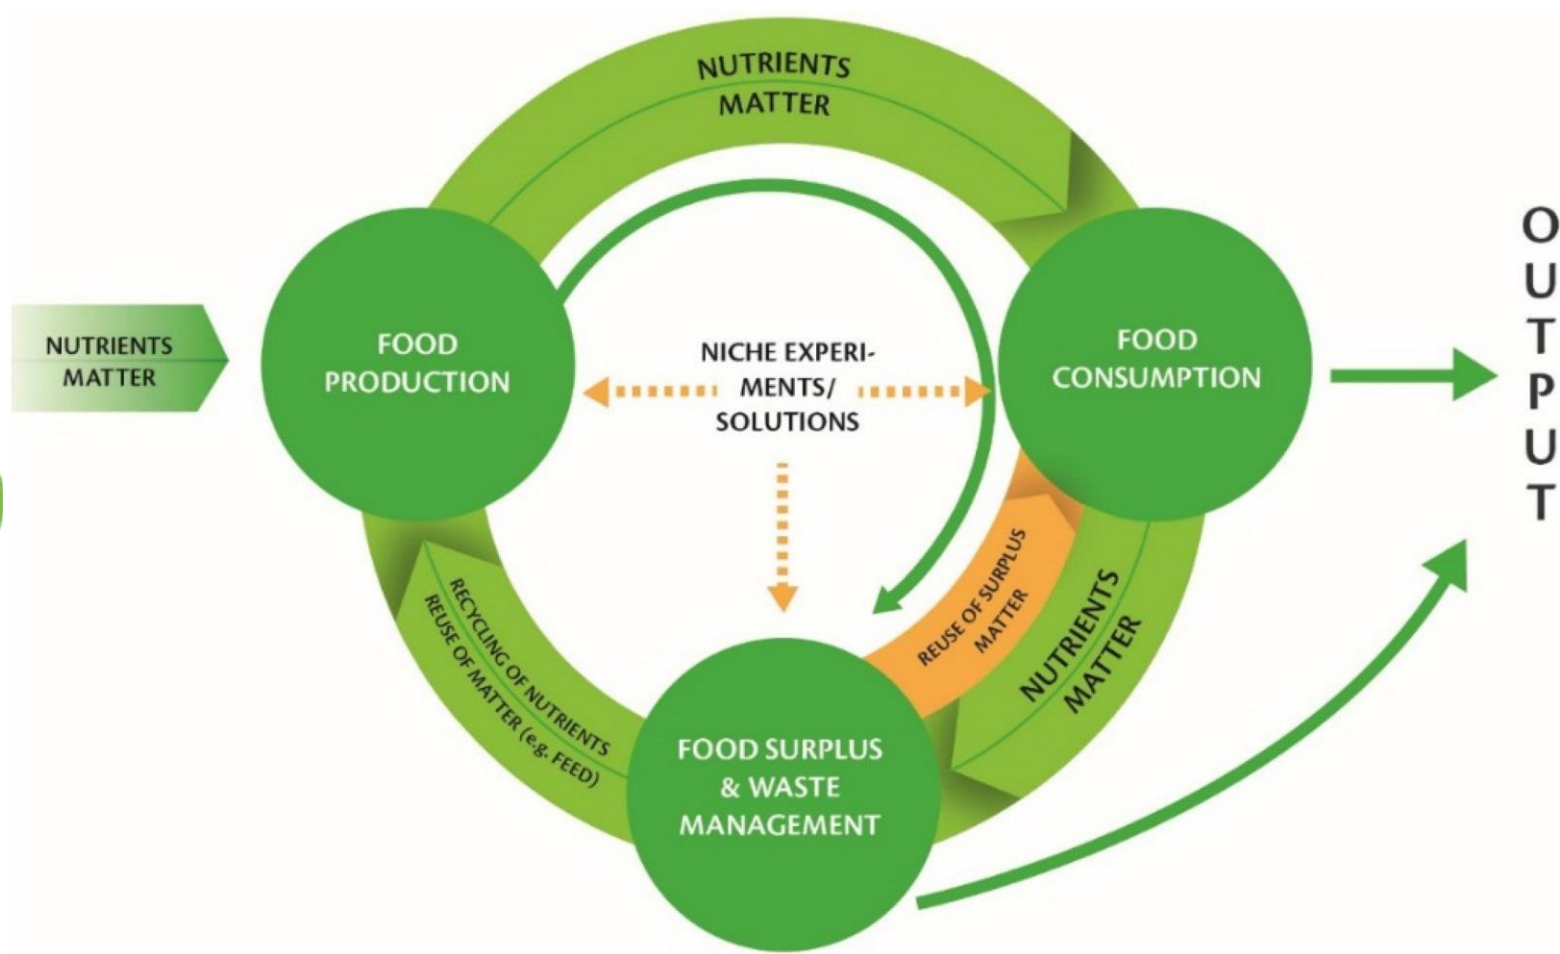 NUTRIENTS
MATTER
NUTRIENTS
MATTER
FOOD
PRODUCTION
NICHE EXPERI-
MENTS/
SOLUTIONS
FOOD
CONSUMPTION
OUTPUT
RECYCLING OF NUTRIENTS
REUSE OF MATTER (e.g. FEED)
REUSE OF SURPLUS
MATTER
NUTRIENTS
MATTER
FOOD SURPLUS
& WASTE
MANAGEMENT